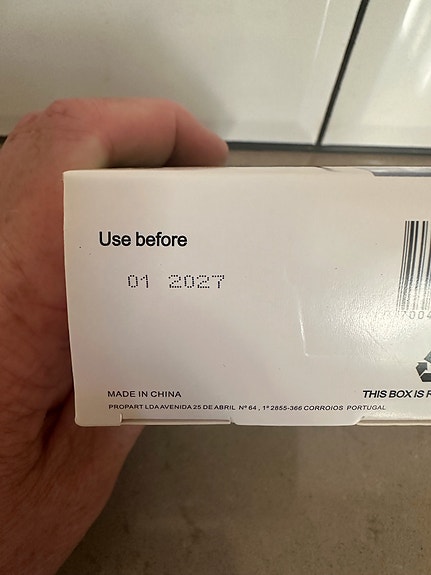 Use before
01 2027
MADE IN CHINA
PROPART LDA AVENIDA 25 DE ABRIL Nº 64, 1º 2855-366 CORROIOS PORTUGAL
THIS BOX IS